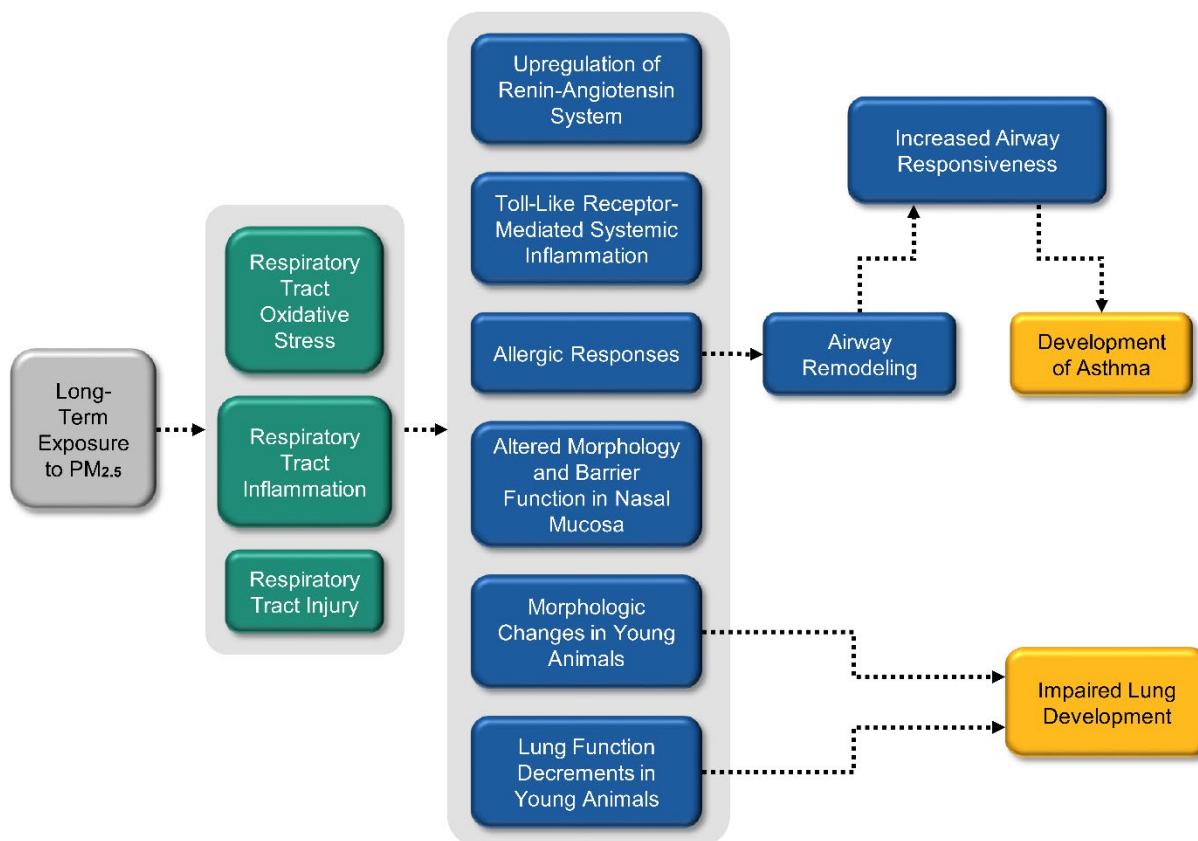 Long-
Term
Exposure
to PM2.5
Respiratory
Tract
Oxidative
Stress
Respiratory
Tract
Inflammation
Respiratory
Tract Injury
Upregulation of
Renin-Angiotensin
System
Toll-Like Receptor-
Mediated Systemic
Inflammation
Allergic Responses
Altered Morphology
and Barrier
Function in Nasal
Mucosa
Morphologic
Changes in Young
Animals
Lung Function
Decrements in
Young Animals
Airway
Remodeling
Increased Airway
Responsiveness
Development
of Asthma
Impaired Lung
Development